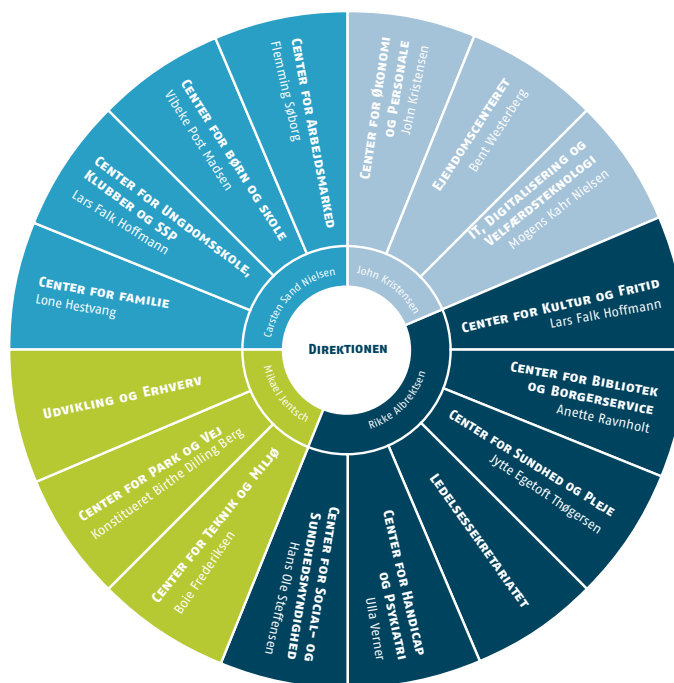 Center for Økonomi
og Personale
John Kristensen
Ejendomscenteret
Bent Westerberg
IT, Digitalisering og
Velfærdsteknologi
Mogens Kahr Nielsen
Center for Kultur og Fritid
Lars Falk Hoffmann
Center for Bibliotek
og Borgerservice
Anette Ravnholt
Center for Sundhed og Pleje
Jytte Egetoft Thøgersen
Ledelsessekretariatet
Center for Handicap
og Psykiatri
Ulla Verner
Center for Social- og
Sundhedsmyndighed
Hans Ole Steffensen
Center for Teknik og Miljø
Boie Frederiksen
Center for Park og Vej
Konstitueret Birthe Dilling Berg
Udvikling og Erhverv
Center for Familie
Lone Hestvang
Center for Ungdomsskole,
Klubber og SSP
Lars Falk Hoffmann
Center for Børn og Skole
Vibeke Post Madsen
Center for Arbejdsmarked
Flemming Søborg
John Kristensen
Rikke Albrektsen
Mikael Jentsch
Carsten Sand Nielsen
Direktionen